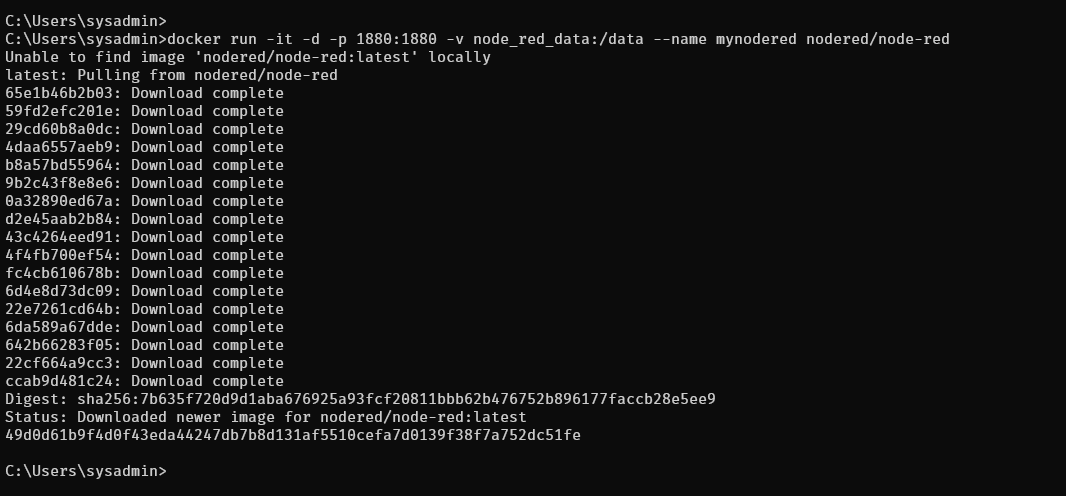 C:\Users\sysadmin>
C:\Users\sysadmin>docker run -it -d -p 1880:1880 -v node_red_data:/data --name mynodered nodered/node-red
Unable to find image 'nodered/node-red:latest' locally
latest: Pulling from nodered/node-red
65e1b46b2b03: Download complete
59fd2efc201e: Download complete
29cd60b8a0dc: Download complete
4daa6557aeb9: Download complete
b8a57bd55964: Download complete
9b2c43f8e8e6: Download complete
0a32890ed67a: Download complete
d2e45aab2b84: Download complete
43c4264eed91: Download complete
4f4fb700ef54: Download complete
fc4cb610678b: Download complete
6d4e8d73dc09: Download complete
22e7261cd64b: Download complete
6da589a67dde: Download complete
642b66283f05: Download complete
22cf664a9cc3: Download complete
ccab9d481c24: Download complete
Digest: sha256:7b635f720d9d1aba676925a93fcf20811bbb62b476752b896177faccb28e5ee9
Status: Downloaded newer image for nodered/node-red:latest
49d0d61b9f4d0f43eda44247db7b8d131af5510cefa7d0139f38f7a752dc51fe
C:\Users\sysadmin>